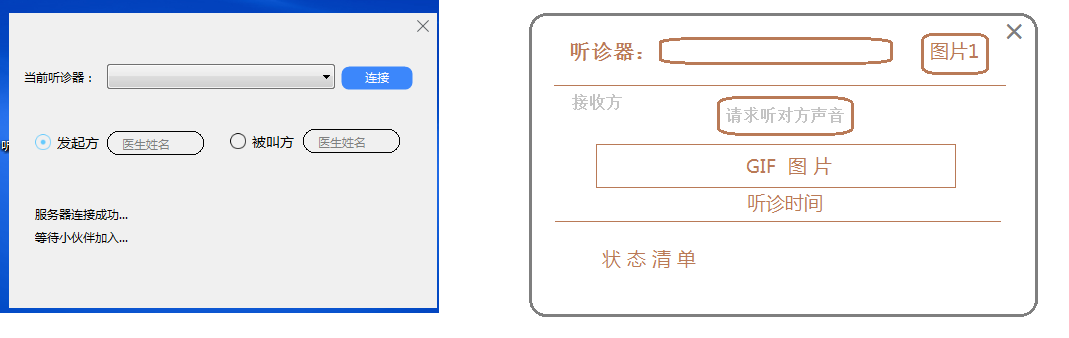 当前听诊器：
连接
发起方
医生姓名
被叫方
医生姓名
服务器连接成功...
等待小伙伴加入...
听诊器：
图片1
接收方
请求听对方声音
GIF 图 片
听诊时间
状 态 清 单